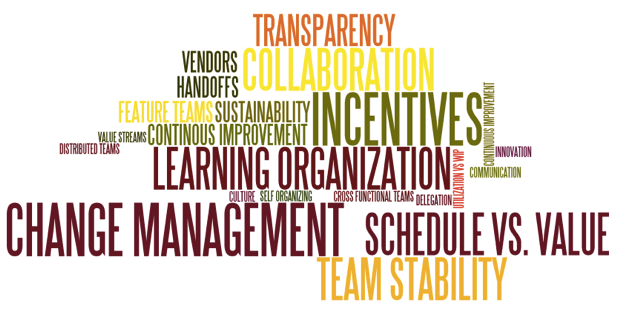 TRANSPARENCY
VENDORS
COLLABORATION
HANDOFFS
FEATURE TEAMS
SUSTAINABILITY
INCENTIVES
CONTINUOUS IMPROVEMENT
VALUE STREAMS
CONTINOUS IMPROVEMENT
DISTRIBUTED TEAMS
LEARNING ORGANIZATION
UTILIZATION VS WIP
INNOVATION
COMMUNICATION
CULTURE
SELF ORGANIZING
CROSS FUNCTIONAL TEAMS
DELEGATION
CHANGE MANAGEMENT
SCHEDULE VS. VALUE
TEAM STABILITY